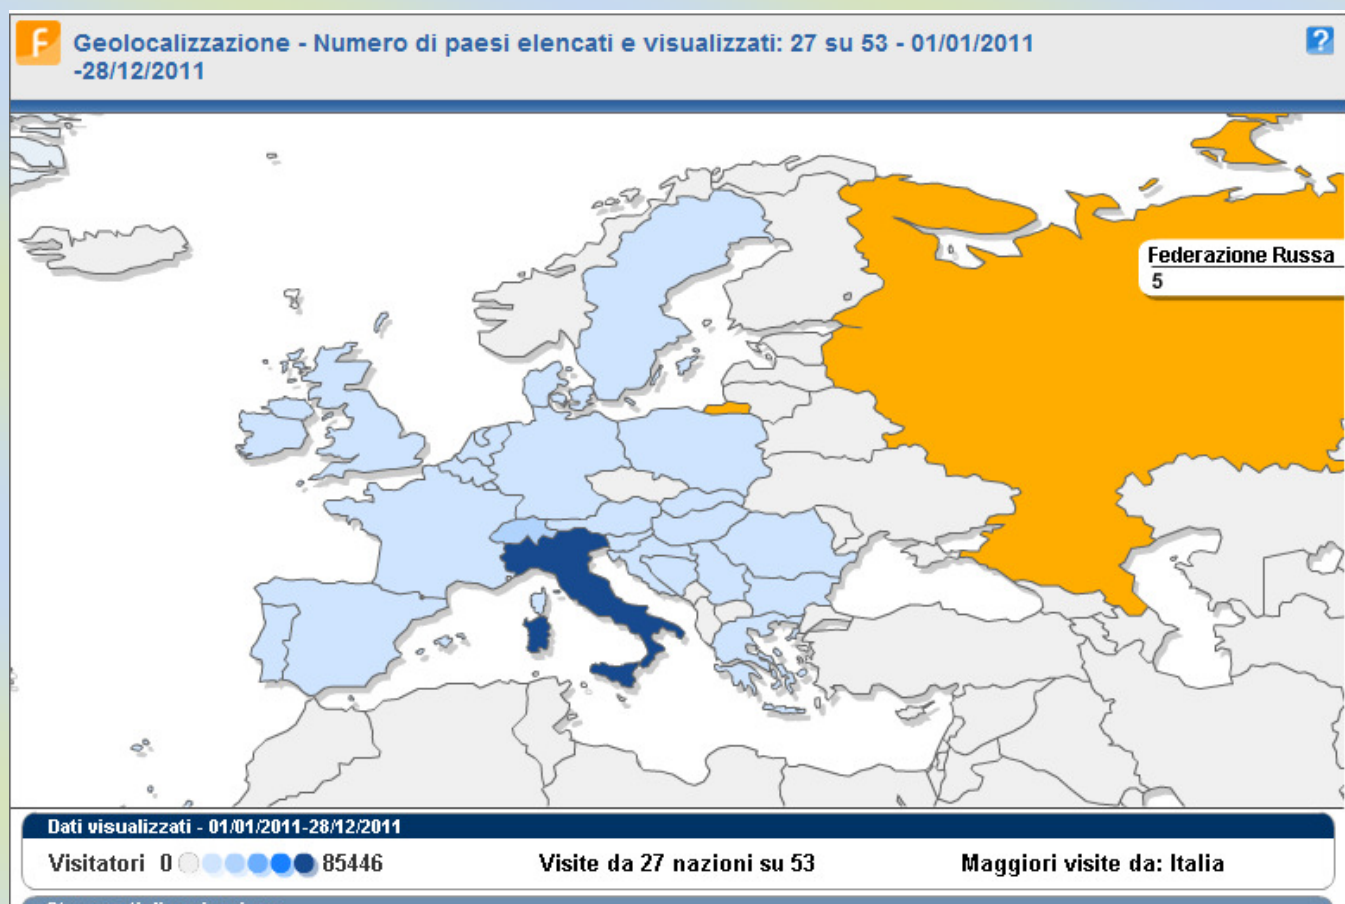 Geolocalizzazione - Numero di paesi elencati e visualizzati: 27 su 53 - 01/01/2011
-28/12/2011
?
Federazione Russa
5
Dati visualizzati - 01/01/2011-28/12/2011
Visitatori 0 85446 Visite da 27 nazioni su 53 Maggiori visite da: Italia